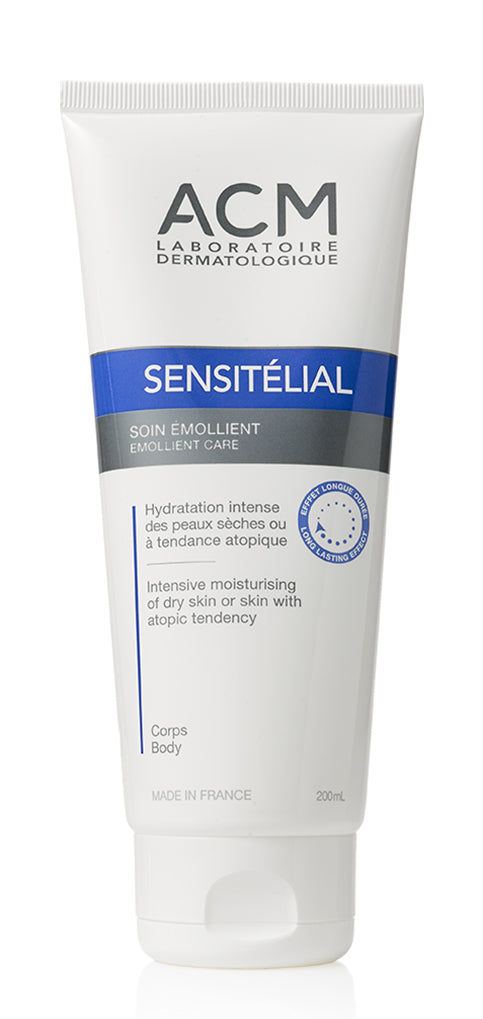 ACM
LABORATOIRE
DERMATOLOGIQUE
SENSITÉLIAL
SOIN ÉMOLLIENT
EMOLLIENT CARE
Hydratation intense
des peaux sèches ou
à tendance atopique
EFFET LONGUE DURÉE
LONG LASTING EFFECT
Intensive moisturising
of dry skin or skin with
atopic tendency
Corps
Body
MADE IN FRANCE
200mL